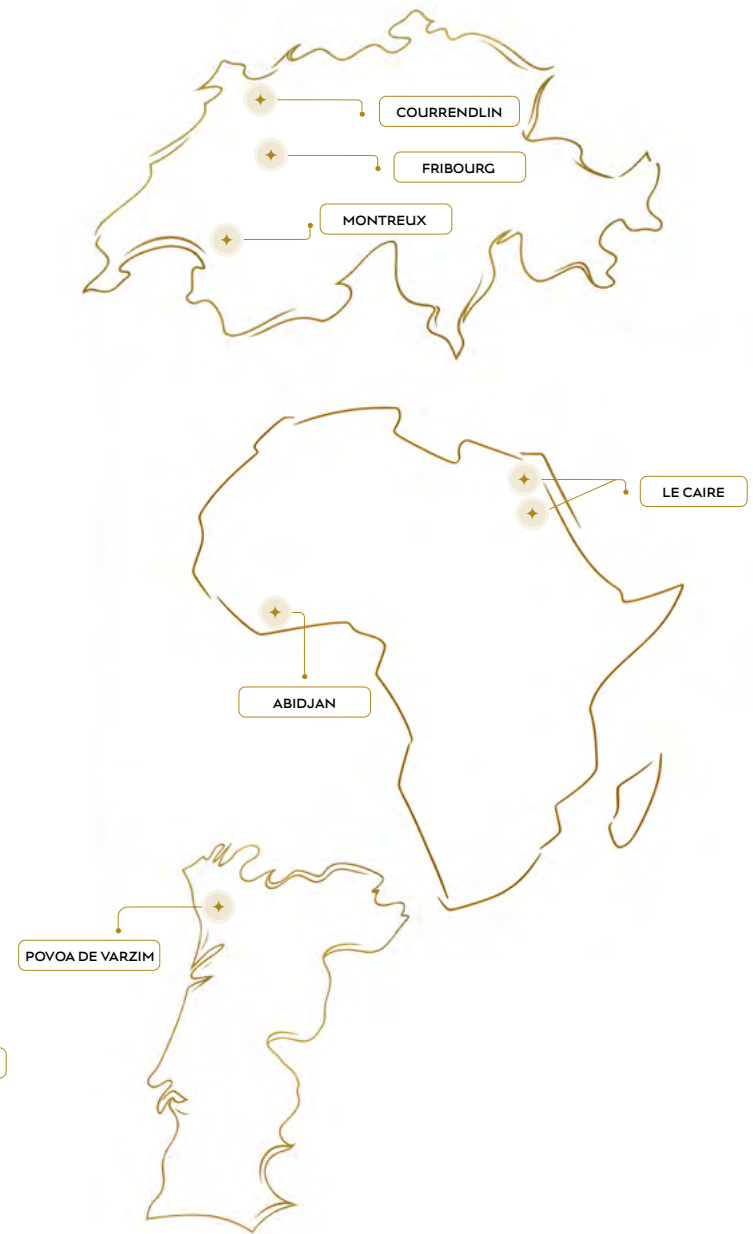 COURRENDLIN
FRIBOURG
MONTREUX
LE CAIRE
ABIDJAN
POVOA DE VARZIM